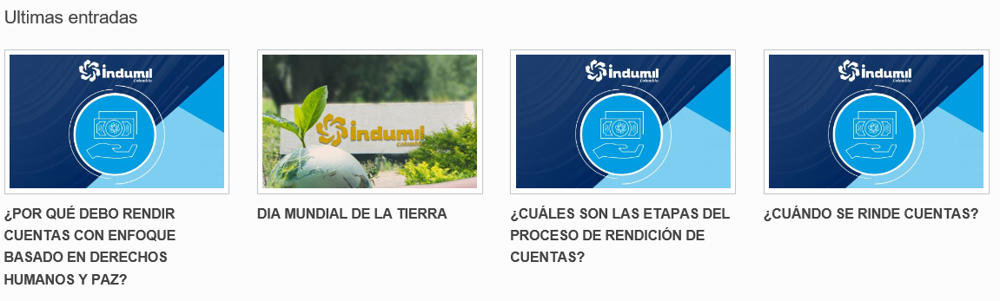 Ultimas entradas
indumil
Colombia
indumil
Colombia
indumil
Colombia
indumil
Colombia
¿POR QUÉ DEBO RENDIR
CUENTAS CON ENFOQUE
BASADO EN DERECHOS
HUMANOS Y PAZ?
DIA MUNDIAL DE LA TIERRA
¿CUÁLES SON LAS ETAPAS DEL
PROCESO DE RENDICIÓN DE
CUENTAS?
¿CUÁNDO SE RINDE CUENTAS?